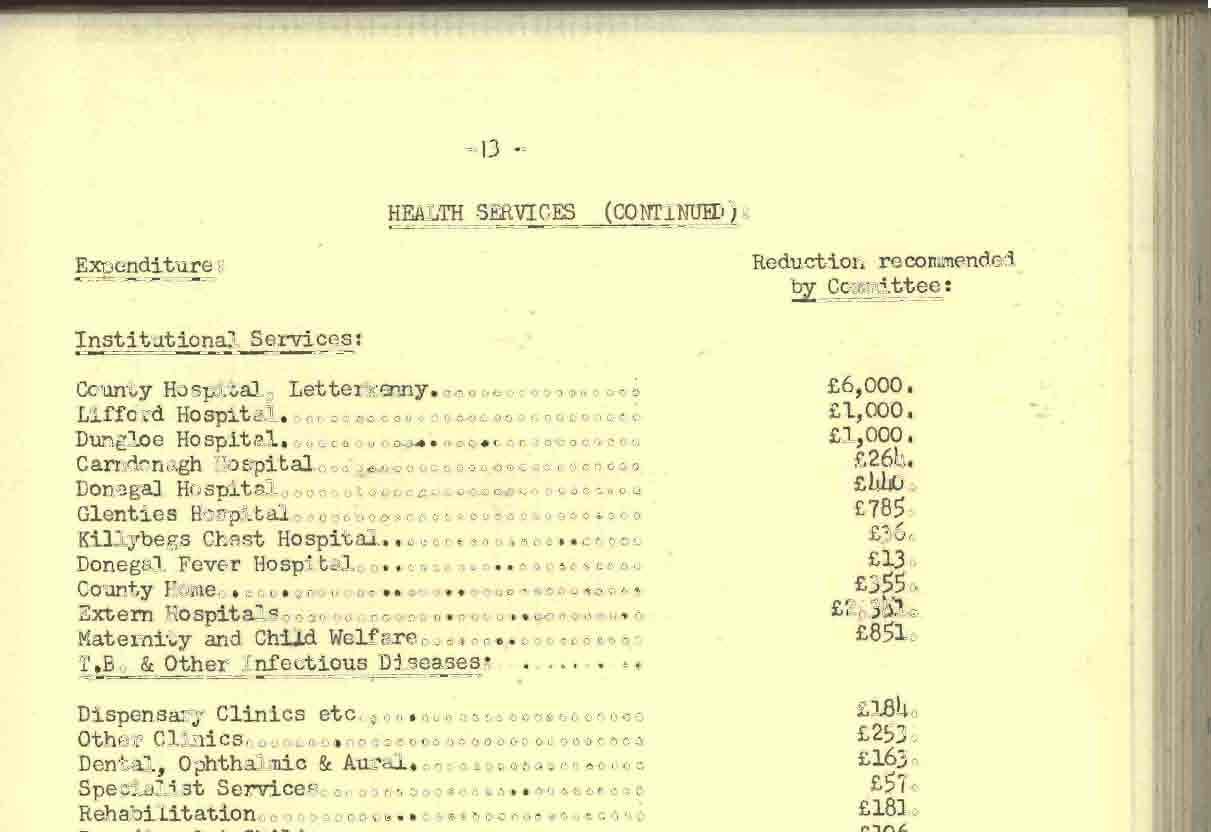 -13-
HEALTH SERVICES (CONTINUED):
Expenditure:
Reduction recommended
by Committee:
Institutional Services:
County Hospital, Letterkenny. £6,000.
Lifford Hospital. £1,000.
Dungloe Hospital. £1,000.
Carndonagh Hospital £264.
Donegal Hospital £440.
Glenties Hospital £785.
Killybegs Chest Hospital. £36.
Donegal Fever Hospital £13.
County Home £355.
Extern Hospitals
Maternity and Child Welfare £851.
T.B. & Other Infectious Diseases:
Dispensary Clinics etc. £184.
Other Clinics £253.
Dental, Ophthalmic & Aural. £163.
Specialist Services £57.
Rehabilitation £181.